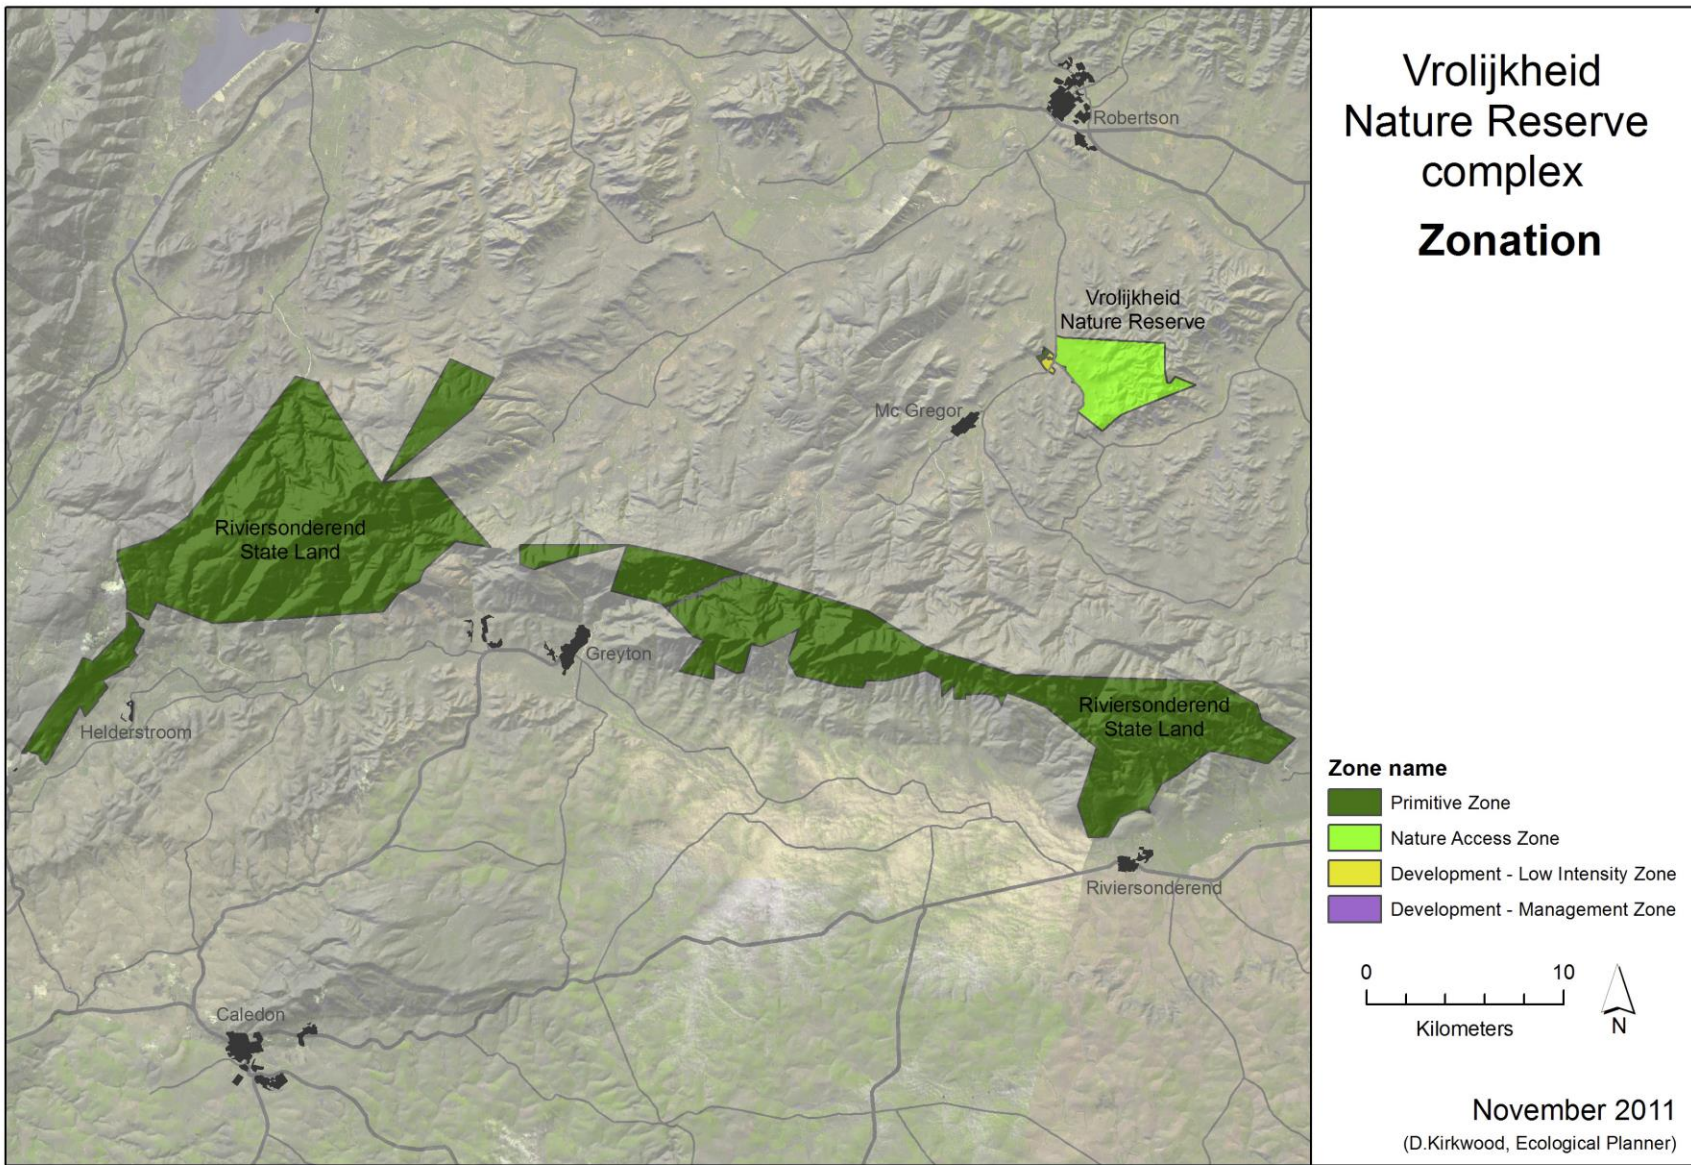 Vrolijkheid
Nature Reserve
complex
Zonation
Robertson
Vrolijkheid
Nature Reserve
Mc Gregor
Riviersonderend
State Land
Greyton
Helderstroom
Riviersonderend
State Land
Riviersonderend
Caledon
Zone name
Primitive Zone
Nature Access Zone
Development - Low Intensity Zone
Development - Management Zone
0 10
Kilometers
N
November 2011
(D.Kirkwood, Ecological Planner)